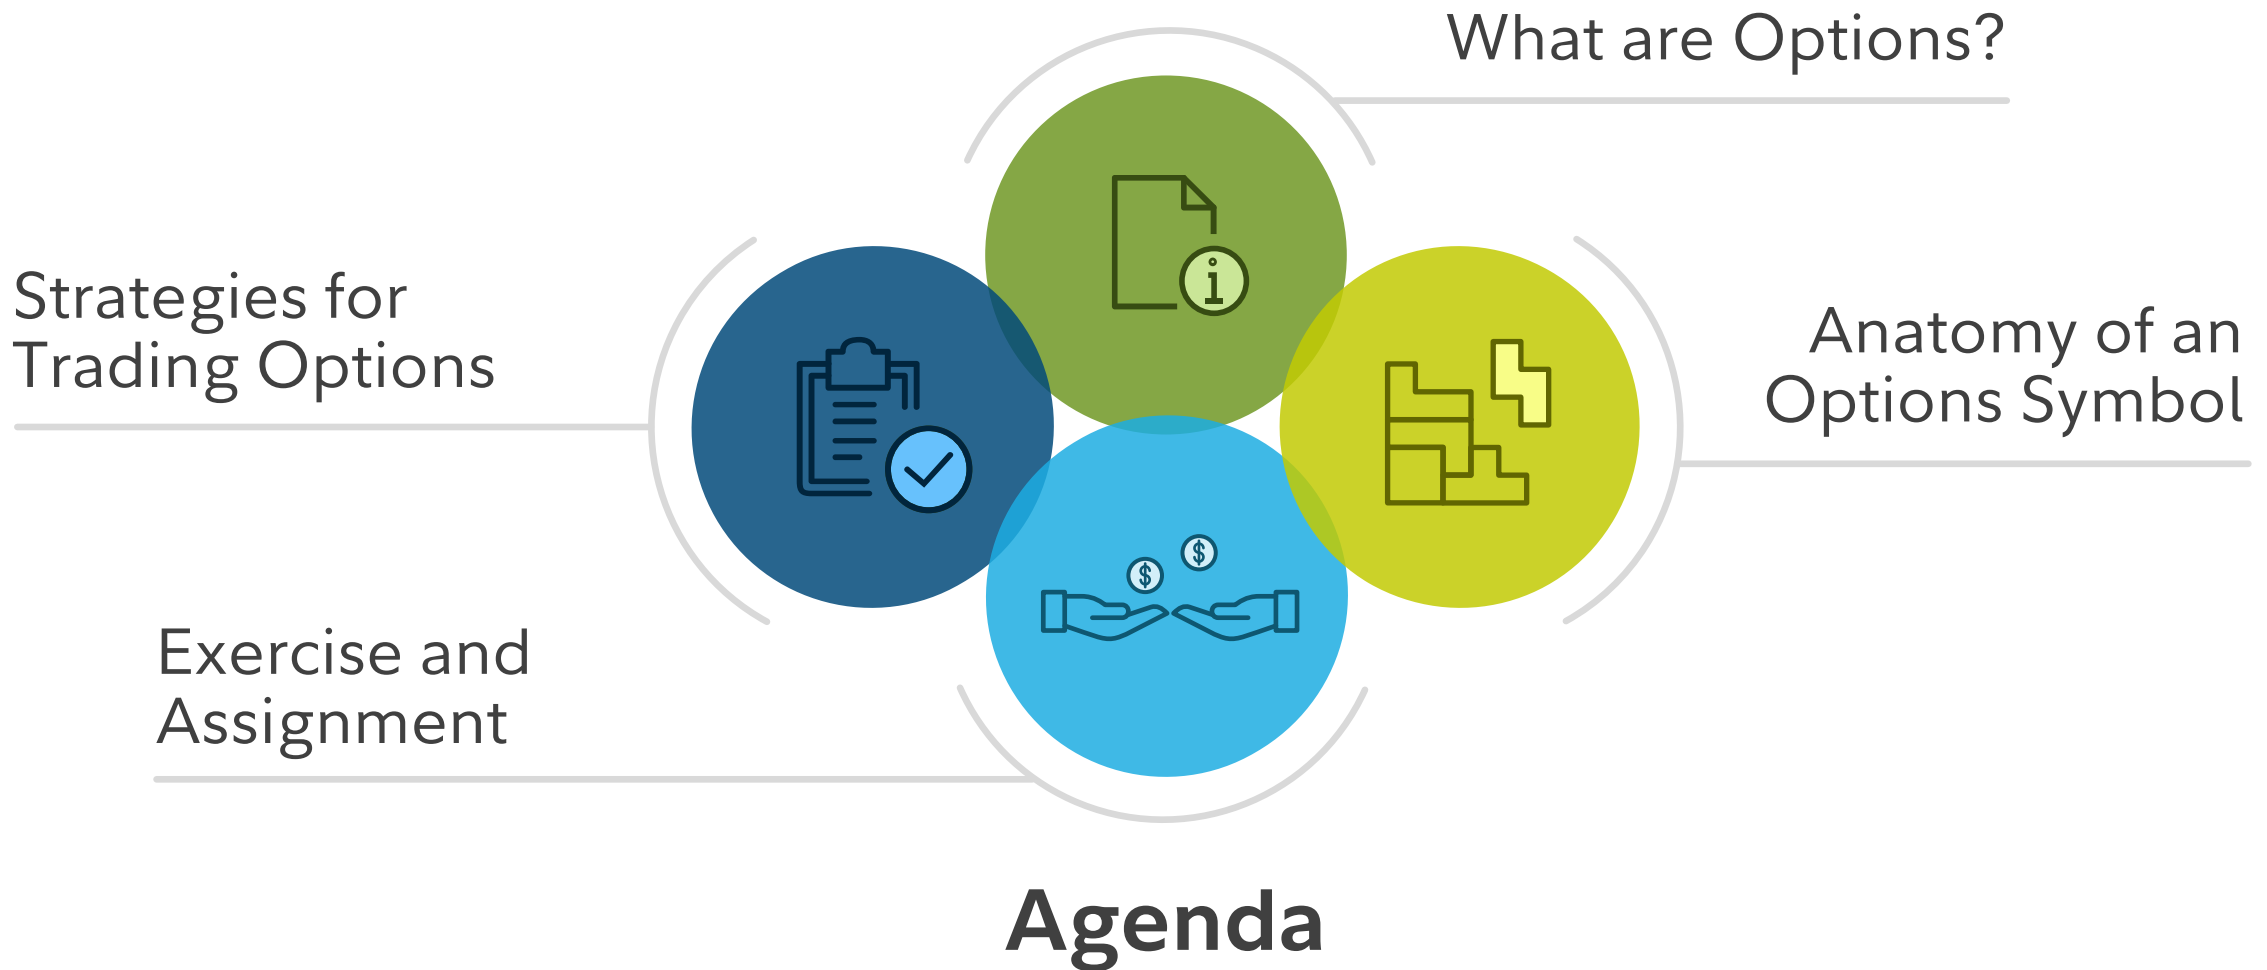 What are Options?
Strategies for
Trading Options
Anatomy of an
Options Symbol
$
$
i
Exercise and
Assignment
Agenda